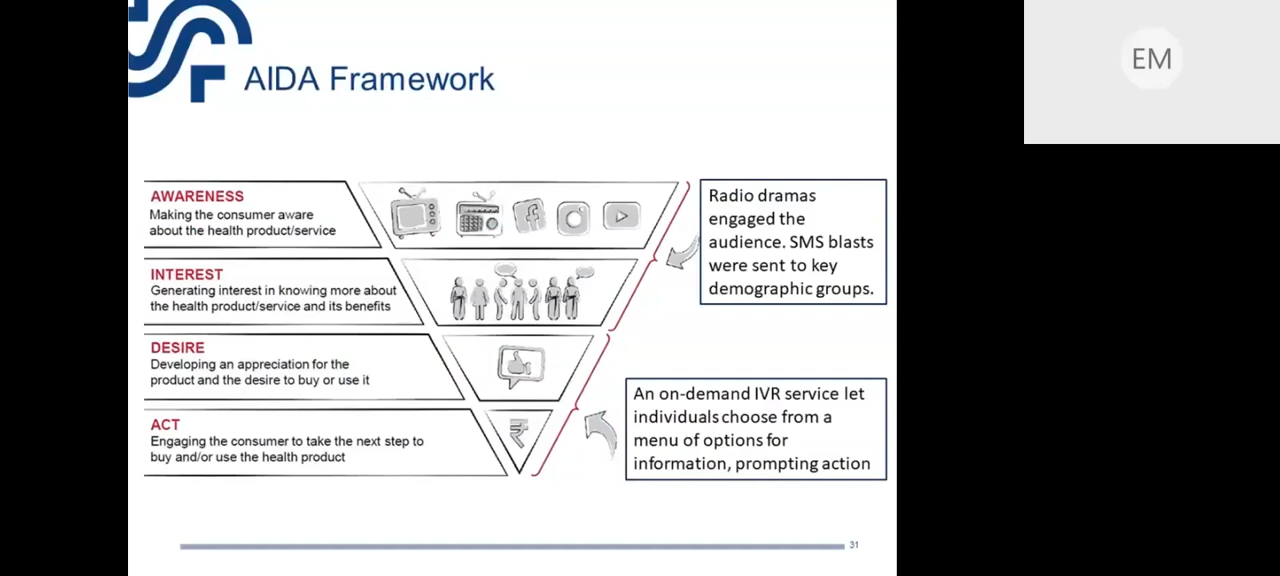 AIDA Framework
AWARENESS
Making the consumer aware
about the health product/service
INTEREST
Generating interest in knowing more about
the health product/service and its benefits
DESIRE
Developing an appreciation for the
product and the desire to buy or use it
ACT
Engaging the consumer to take the next step to
buy and/or use the health product
₹
Radio dramas
engaged the
audience. SMS blasts
were sent to key
demographic groups.
An on-demand IVR service let
individuals choose from a
menu of options for
information, prompting action
31
EM